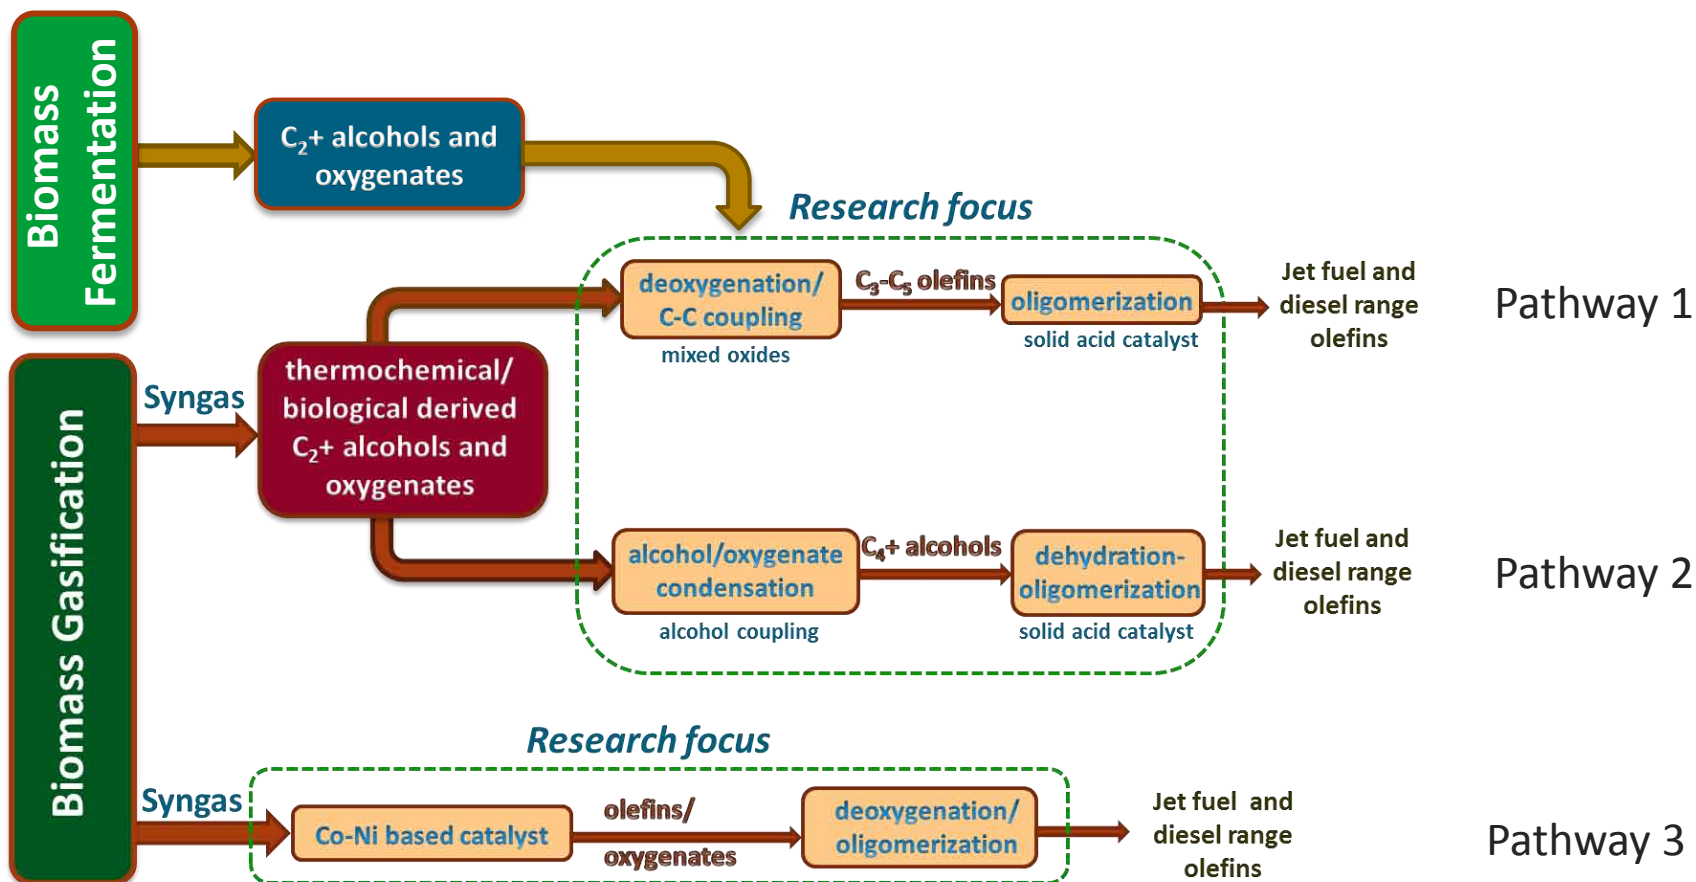 Biomass
Fermentation
C₂+ alcohols and
oxygenates
Research focus
deoxygenation/
C-C coupling
mixed oxides
C₃-C₅ olefins
oligomerization
solid acid catalyst
Jet fuel and
diesel range
olefins
Pathway 1
Biomass Gasification
Syngas
thermochemical/
biological derived
C₂+ alcohols and
oxygenates
alcohol/oxygenate
condensation
alcohol coupling
C₄+ alcohols
dehydration-
oligomerization
solid acid catalyst
Jet fuel and
diesel range
olefins
Pathway 2
Research focus
Syngas
Co-Ni based catalyst
olefins/
oxygenates
deoxygenation/
oligomerization
Jet fuel and
diesel range
olefins
Pathway 3